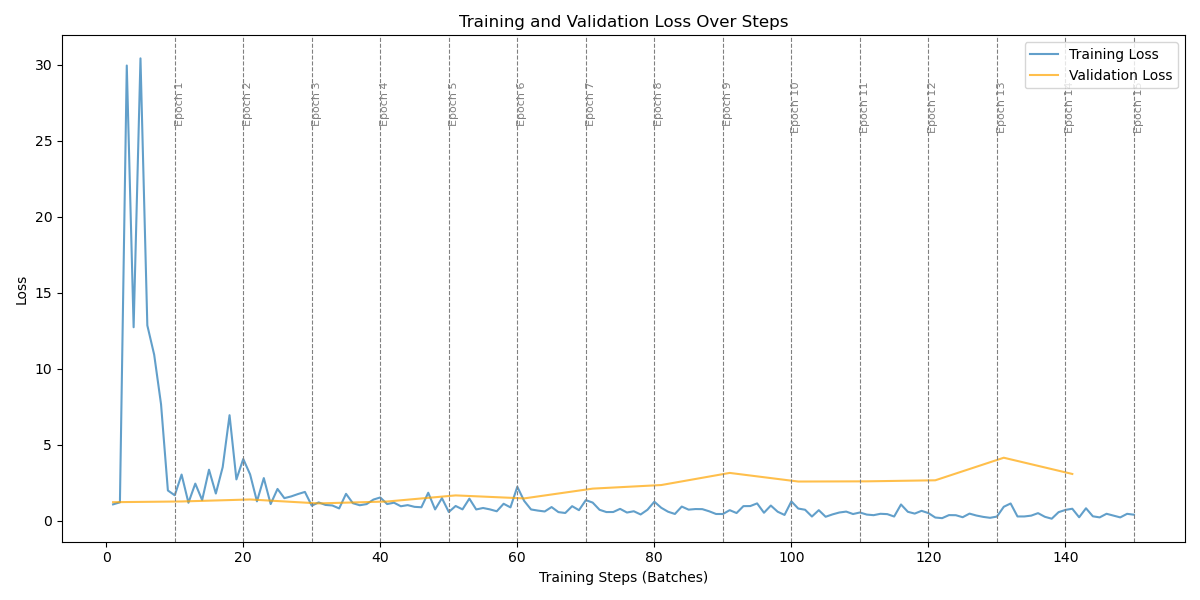 Training and Validation Loss Over Steps
Training Loss
Validation Loss
Epoch 1
Epoch 2
Epoch 3
Epoch 4
Epoch 5
Epoch 6
Epoch 7
Epoch 8
Epoch 9
Epoch 10
Epoch 11
Epoch 12
Epoch 13
Epoch
Epoch
Loss
30
25
20
15
10
5
0
0
20
40
60
80
100
120
140
Training Steps (Batches)